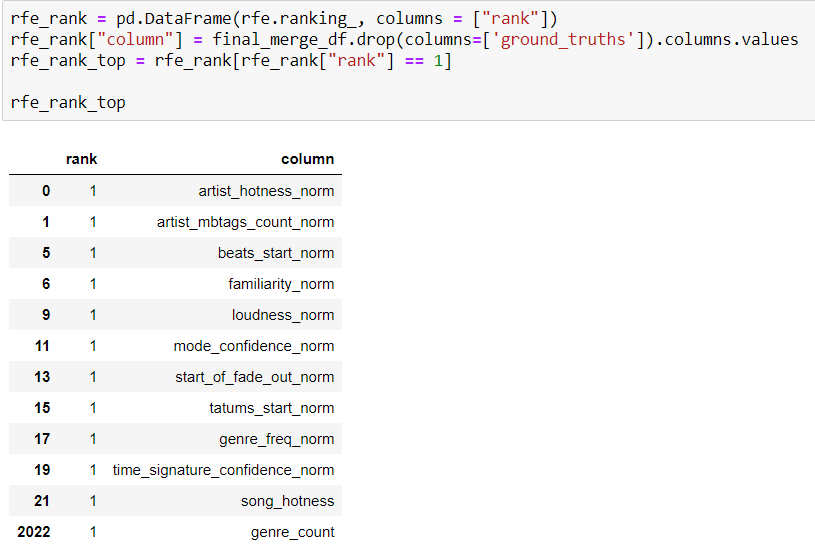 rfe_rank = pd.DataFrame(rfe.ranking_, columns = ["rank"])
rfe_rank["column"] = final_merge_df.drop(columns=['ground_truths']).columns.values
rfe_rank_top = rfe_rank[rfe_rank["rank"] == 1]
rfe_rank_top
rank column
0 1 artist_hotness_norm
1 1 artist_mbtags_count_norm
5 1 beats_start_norm
6 1 familiarity_norm
9 1 loudness_norm
11 1 mode_confidence_norm
13 1 start_of_fade_out_norm
15 1 tatums_start_norm
17 1 genre_freq_norm
19 1 time_signature_confidence_norm
21 1 song_hotness
2022 1 genre_count